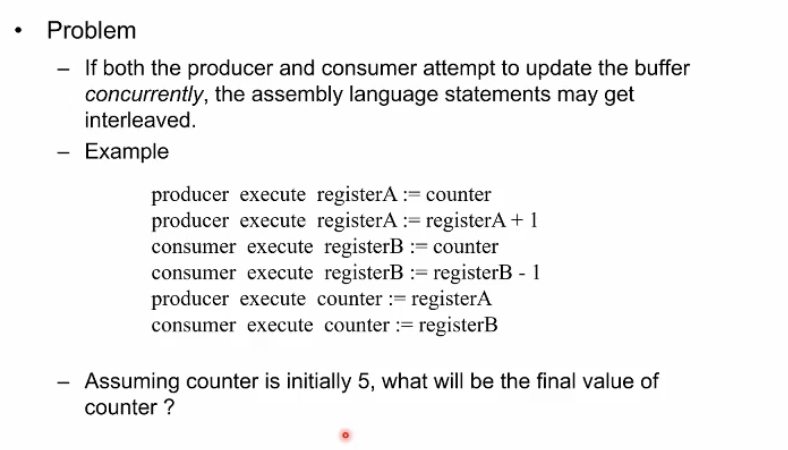 • Problem
– If both the producer and consumer attempt to update the buffer
concurrently, the assembly language statements may get
interleaved.
– Example
producer execute registerA := counter
producer execute registerA := registerA + 1
consumer execute registerB := counter
consumer execute registerB := registerB - 1
producer execute counter := registerA
consumer execute counter := registerB
– Assuming counter is initially 5, what will be the final value of
counter ?